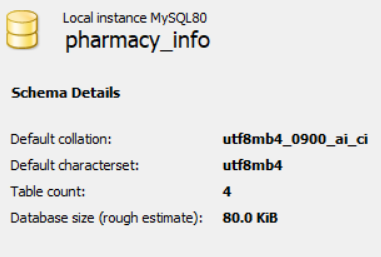 Local instance MySQL80
pharmacy_info
Schema Details
Default collation: utf8mb4_0900_ai_ci
Default characterset: utf8mb4
Table count: 4
Database size (rough estimate): 80.0 KiB